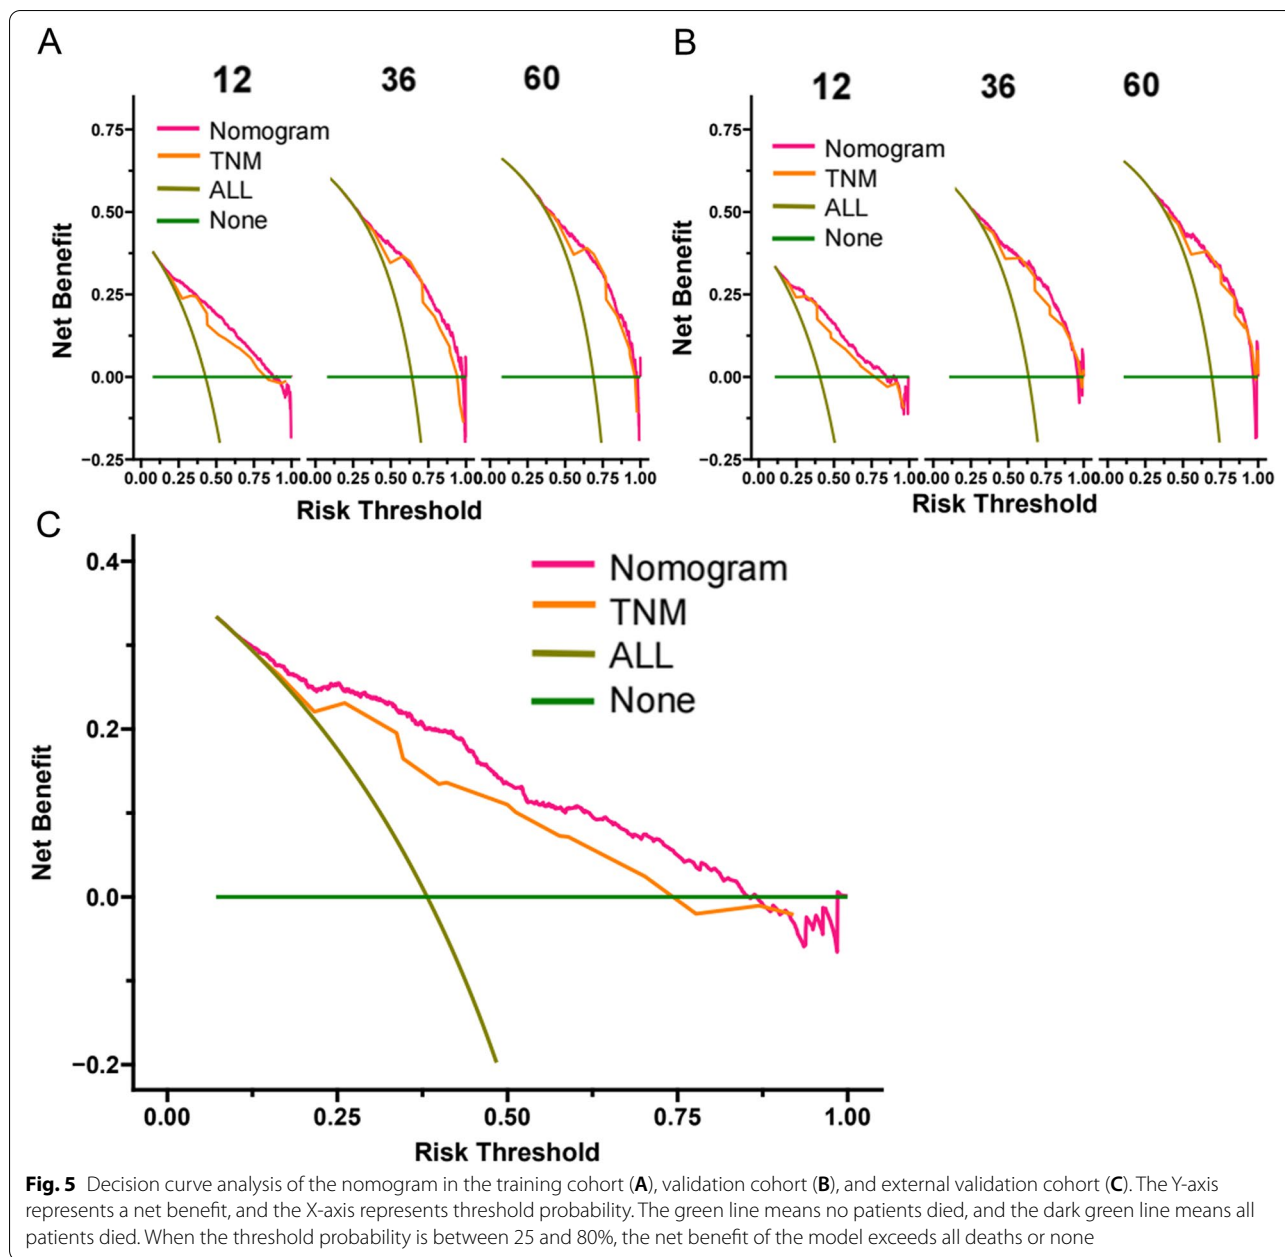 A
B
12
36
60
12
36
60
Nomogram
TNM
ALL
None
Nomogram
TNM
ALL
None
Net Benefit
0.75
0.50
0.25
0.00
−0.25
Net Benefit
0.75
0.50
0.25
0.00
−0.25
0.00 0.25 0.50 0.75 1.00 0.00 0.25 0.50 0.75 1.00 0.00 0.25 0.50 0.75 1.00
0.00 0.25 0.50 0.75 1.00 0.00 0.25 0.50 0.75 1.00 0.00 0.25 0.50 0.75 1.00
Risk Threshold
Risk Threshold
C
Nomogram
TNM
ALL
None
Net Benefit
0.4
0.2
0.0
−0.2
0.00 0.25 0.50 0.75 1.00
Risk Threshold
Fig. 5 Decision curve analysis of the nomogram in the training cohort (A), validation cohort (B), and external validation cohort (C). The Y-axis
represents a net benefit, and the X-axis represents threshold probability. The green line means no patients died, and the dark green line means all
patients died. When the threshold probability is between 25 and 80%, the net benefit of the model exceeds all deaths or none